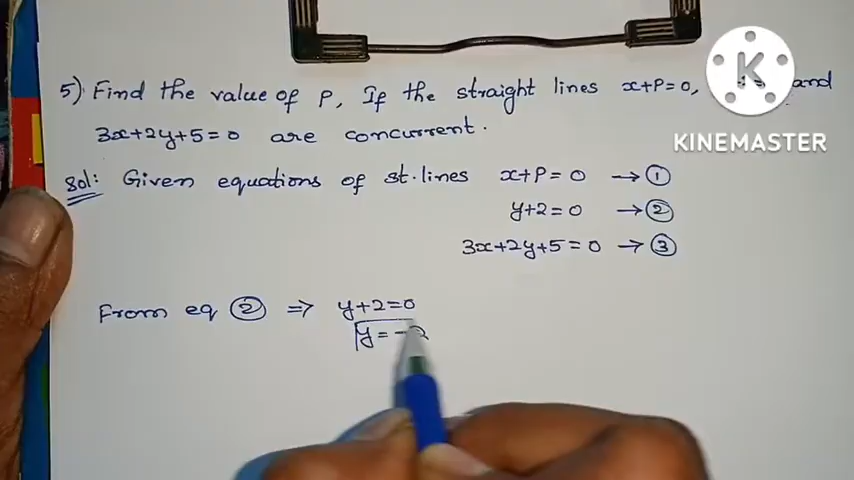 5) Find the value of P, If the straight lines x+P=0, and
3x+2y+5=0 are concurrent.
Sol: Given equations of st.lines x+P=0 → ①
y+2=0 → ②
3x+2y+5=0 → ③
From eq ② ⇒ y+2=0
y=-2
K
KINEMASTER